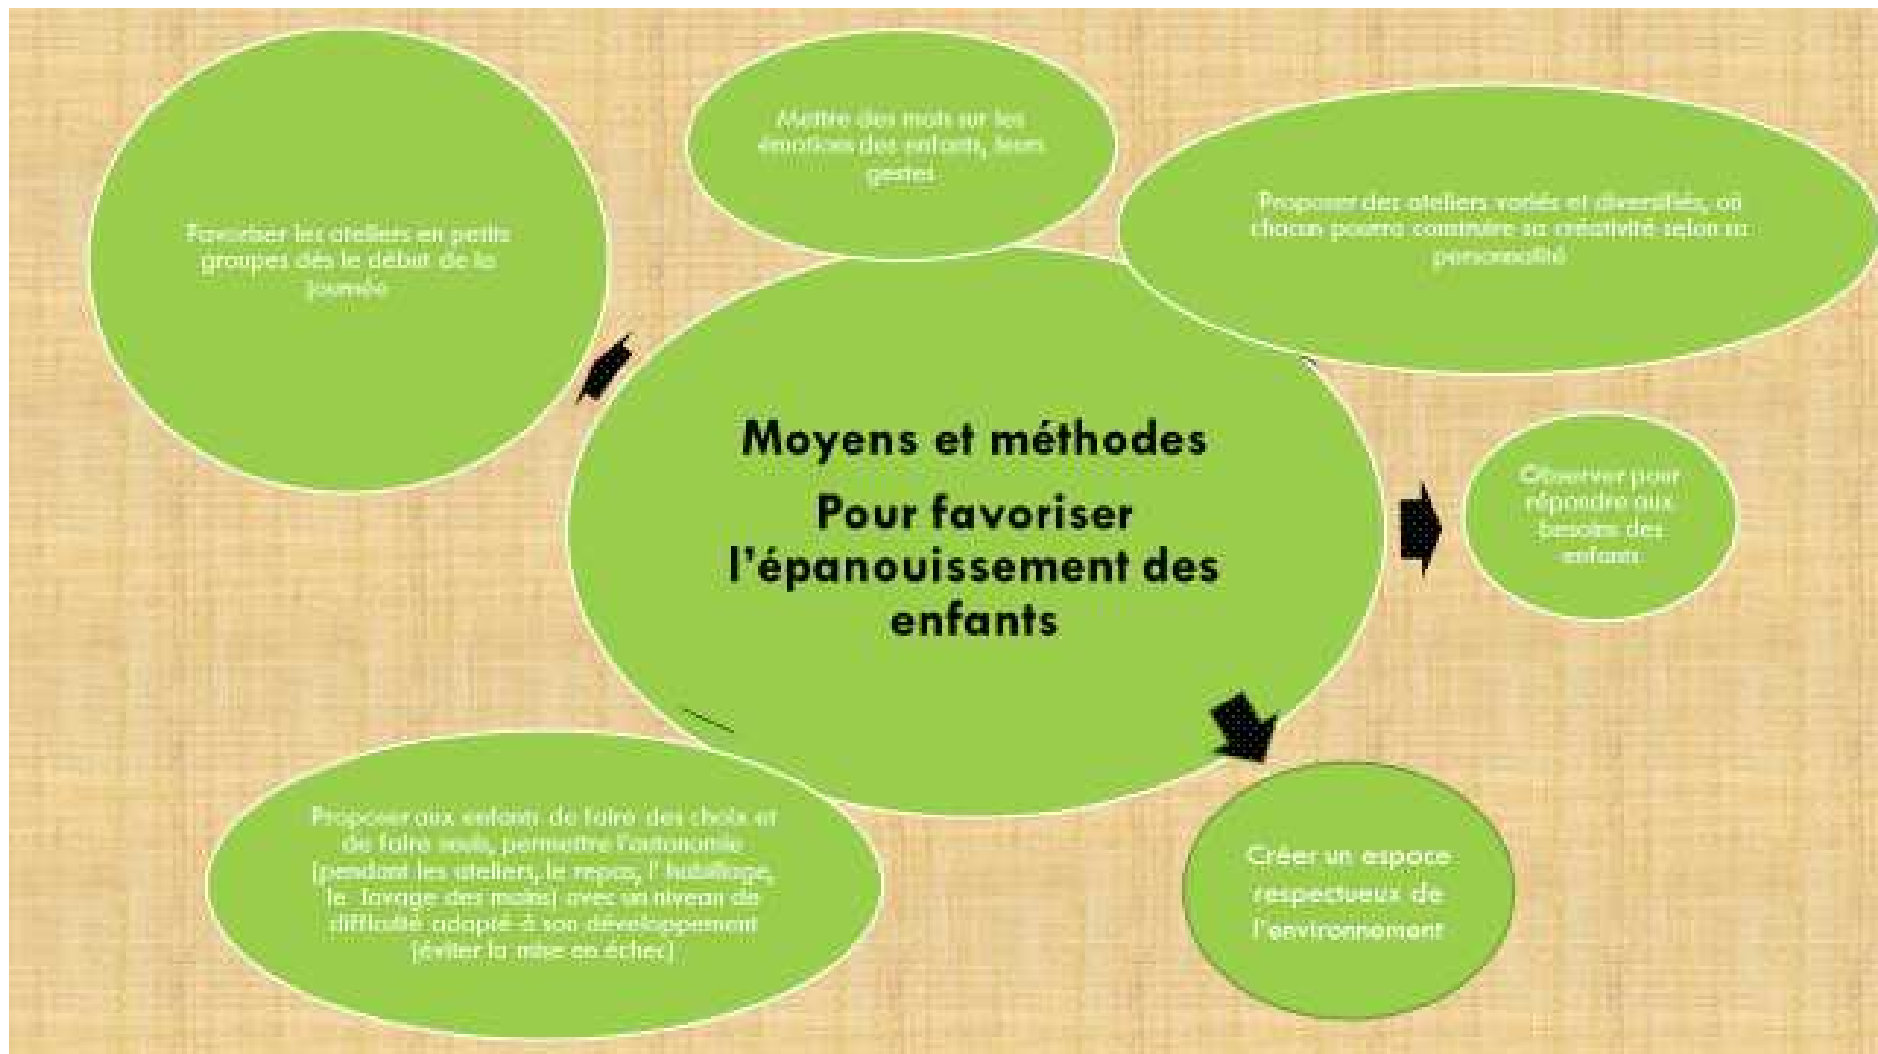 Mettre des mots sur les
émotions des enfants, leurs
gestes
Favoriser les ateliers en petits
groupes dès le début de la
journée
Proposer des ateliers variés et diversifiés, où
chacun pourra construire sa créativité selon sa
personnalité
Moyens et méthodes
Pour favoriser
l'épanouissement des
enfants
Observer pour
répondre aux
besoins des
enfants
Proposer aux enfants de faire des choix et
de faire seuls, permettre l'autonomie
(pendant les ateliers, le repas, l' habillage,
le lavage des mains) avec un niveau de
difficulté adapté à son développement
(éviter la mise en échec)
Créer un espace
respectueux de
l'environnement